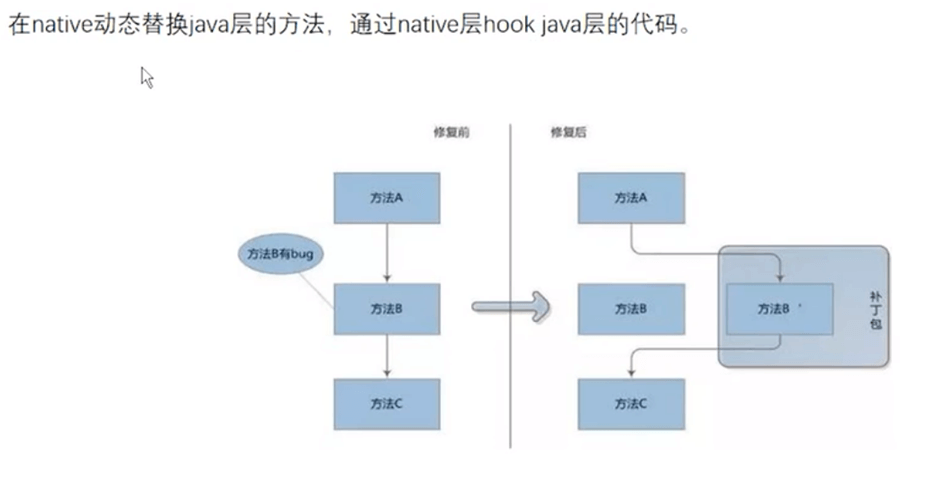 在native动态替换java层的方法，通过native层hook java层的代码。
修复前
修复后
方法A
方法A
方法B有bug
方法B
方法B
方法B '
补丁包
方法C
方法C